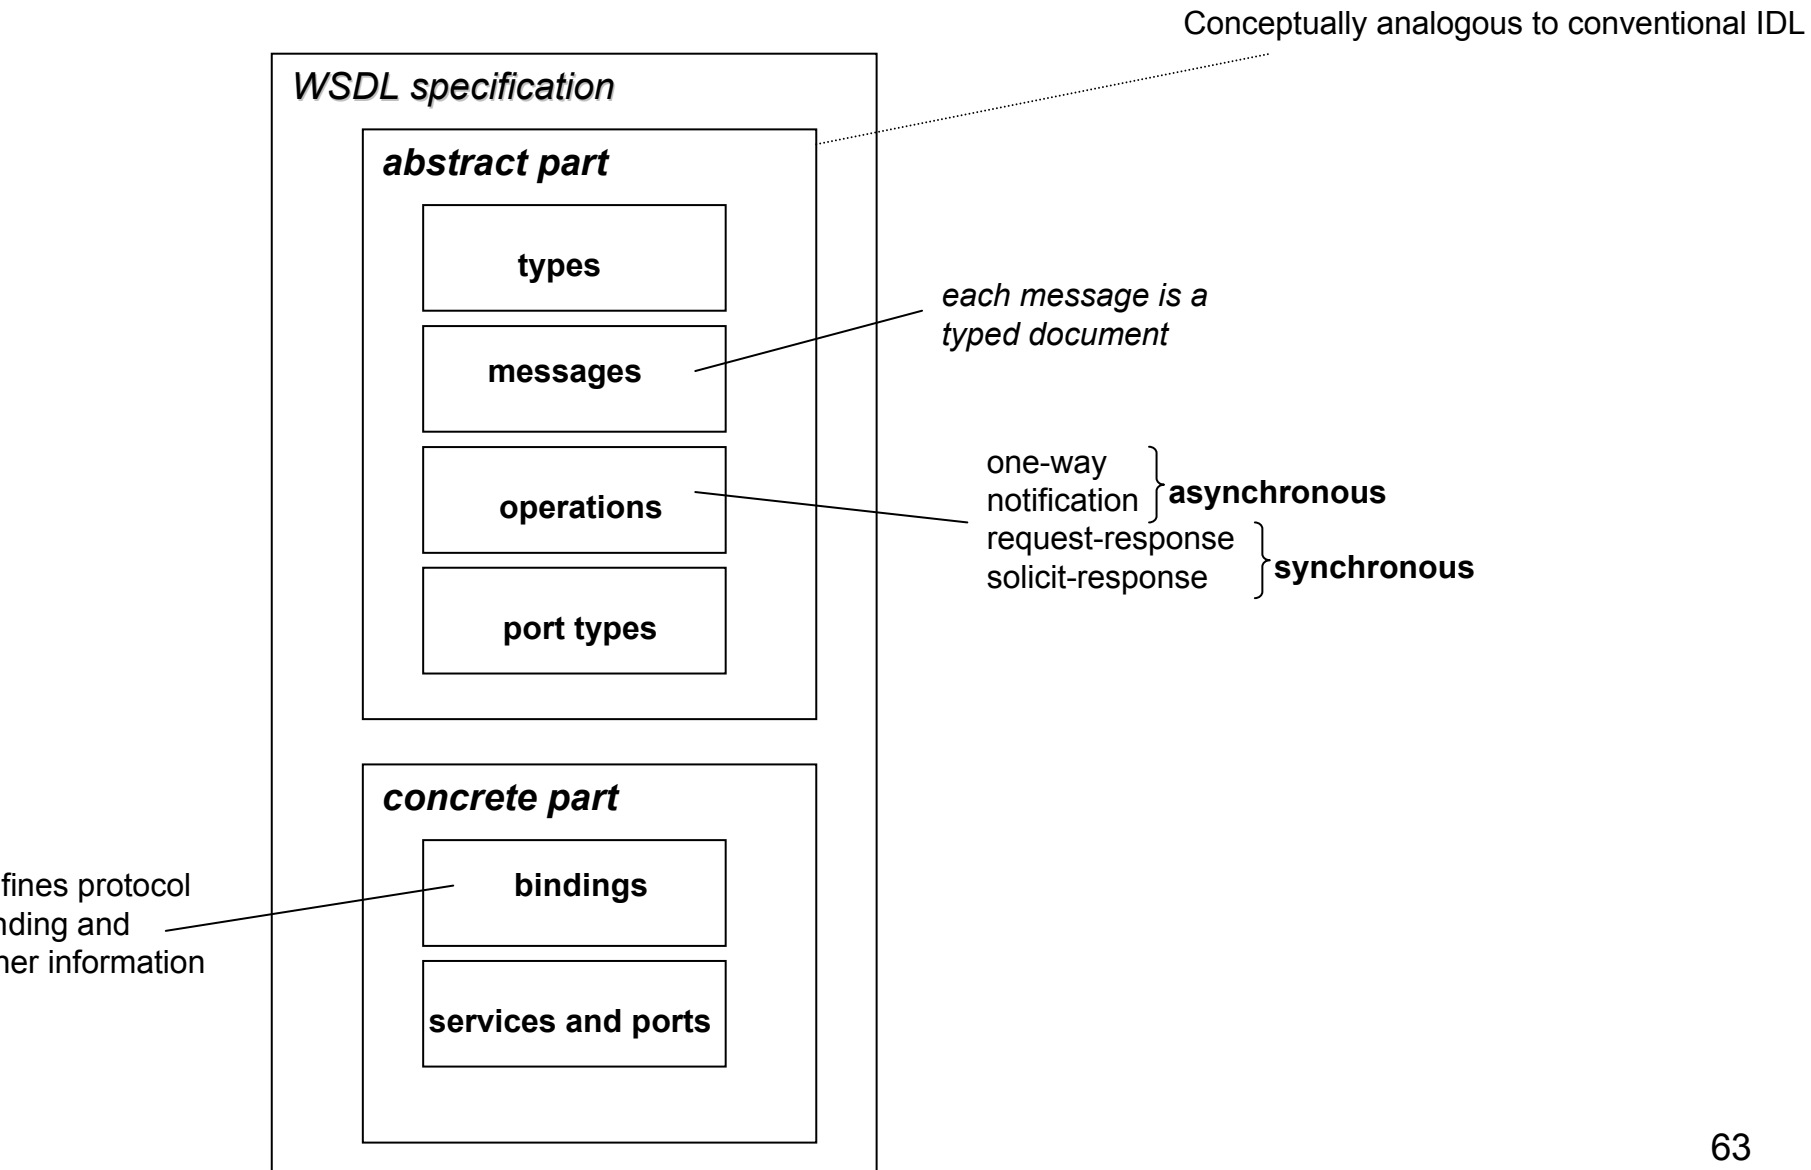 Conceptually analogous to conventional IDL
WSDL specification
abstract part
types
messages
each message is a
typed document
operations
one-way
notification
asynchronous
request-response
solicit-response
synchronous
port types
concrete part
bindings
protocol
and
information
services and ports
63